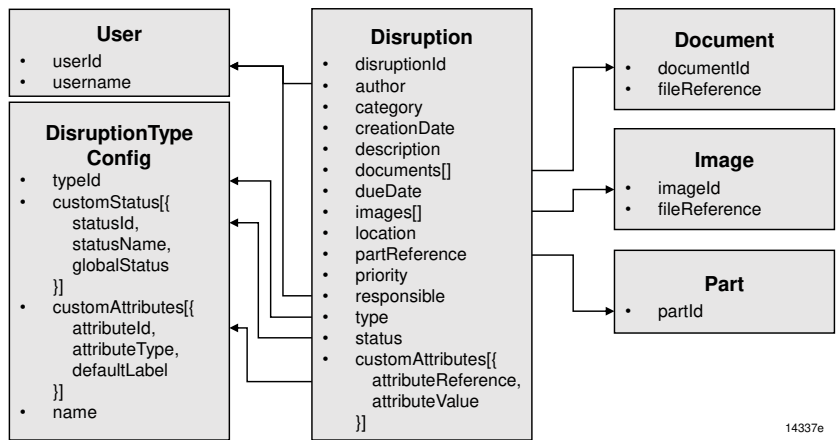 User
• userId
• username
DisruptionType
Config
• typeId
• customStatus[{
statusId,
statusName,
globalStatus
}]
• customAttributes[{
attributeId,
attributeType,
defaultLabel
}]
• name
Disruption
• disruptionId
• author
• category
• creationDate
• description
• documents[]
• dueDate
• images[]
• location
• partReference
• priority
• responsible
• type
• status
• customAttributes[{
attributeReference,
attributeValue
}]
Document
• documentId
• fileReference
Image
• imageId
• fileReference
Part
• partId
14337e